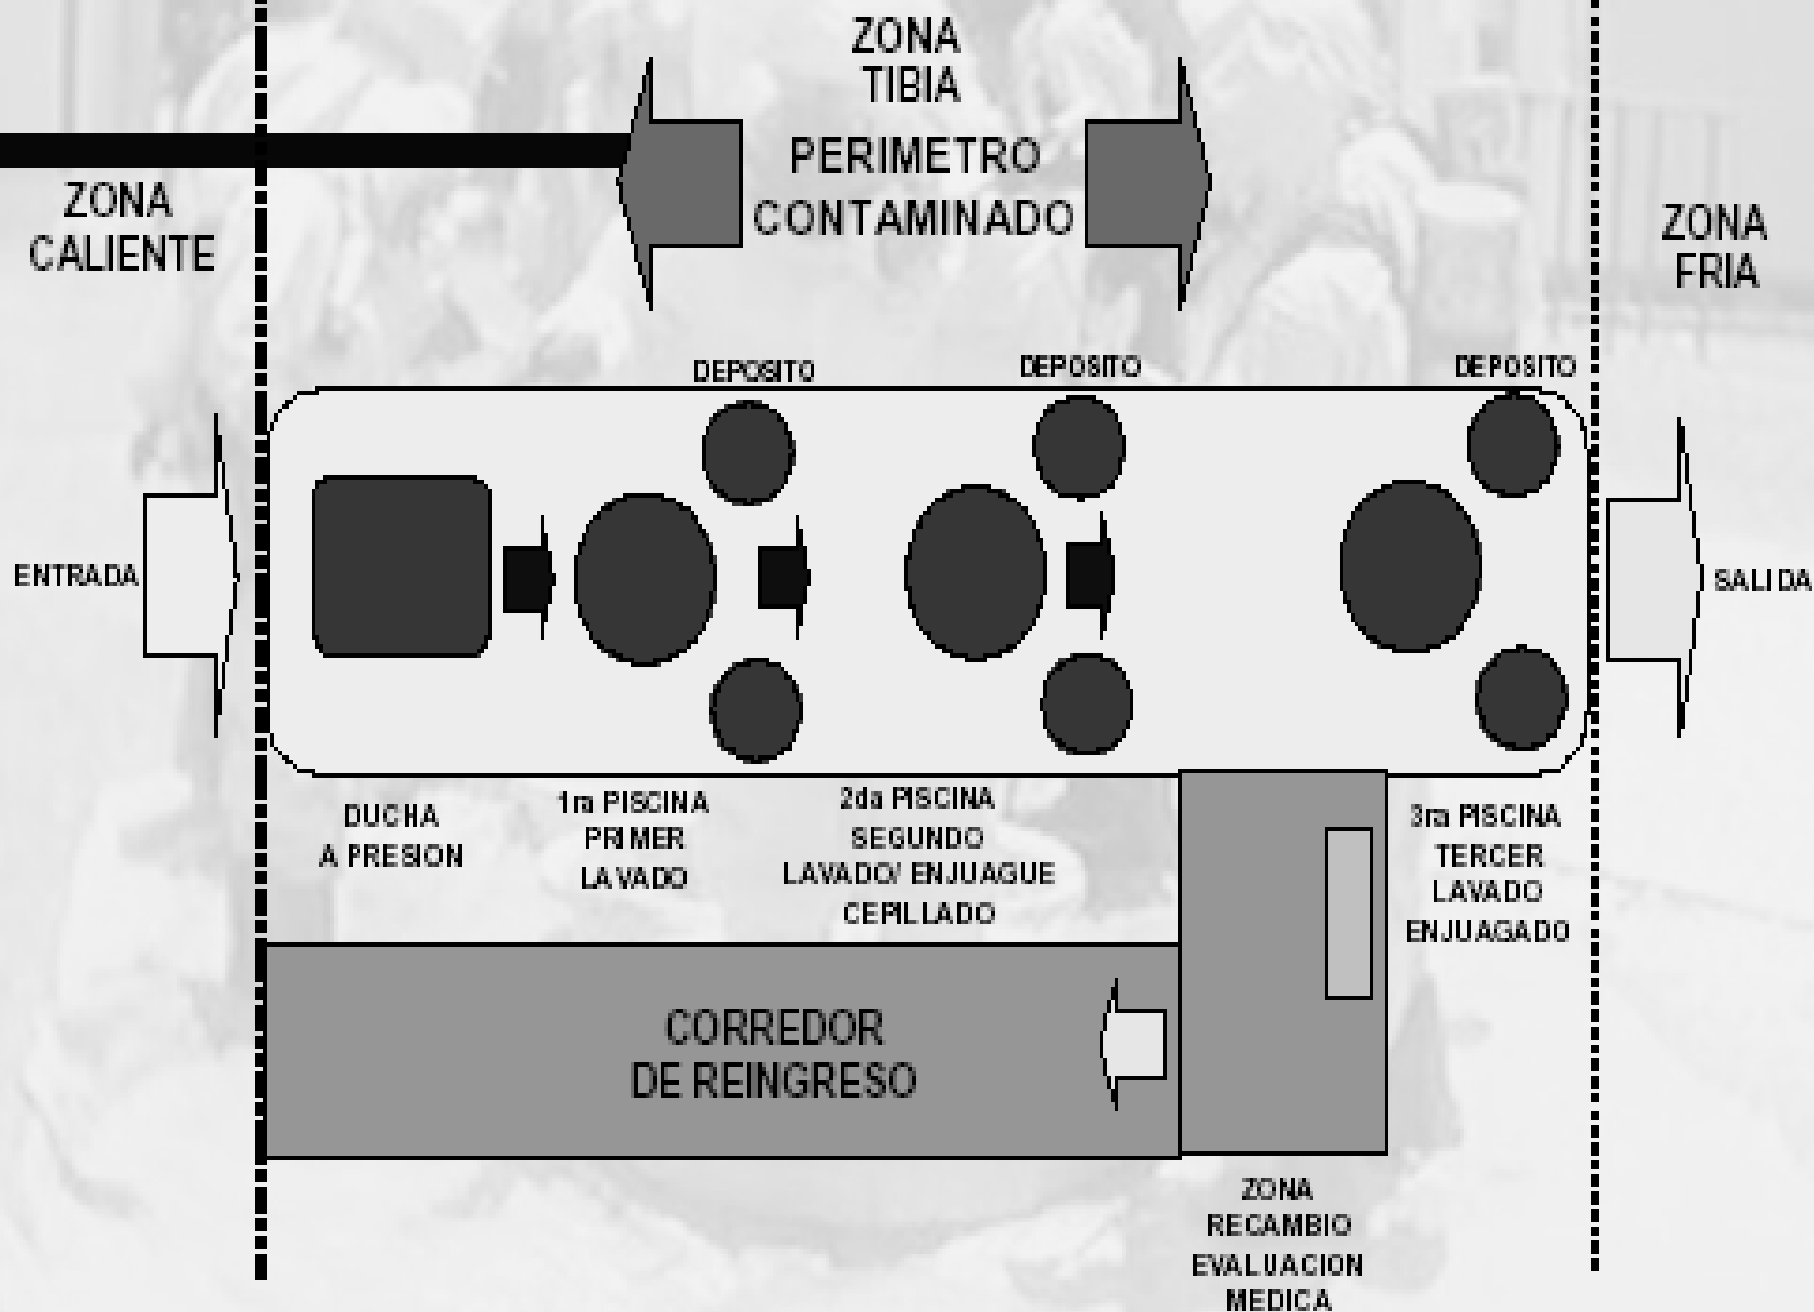 ZONA
TIBIA
PERIMETRO
CONTAMINADO
ZONA
CALIENTE
ZONA
FRIA
DEPOSITO
DEPOSITO
DEPOSITO
ENTRADA
SALIDA
DUCHA
A PRESION
1ra PISCINA
PRIMER
LAVADO
2da PISCINA
SEGUNDO
LAVADO/ ENJUAGUE
CEPILLADO
3ra PISCINA
TERCER
LAVADO
ENJUAGADO
CORREDOR
DE REINGRESO
ZONA
RECAMBIO
EVALUACION
MEDICA